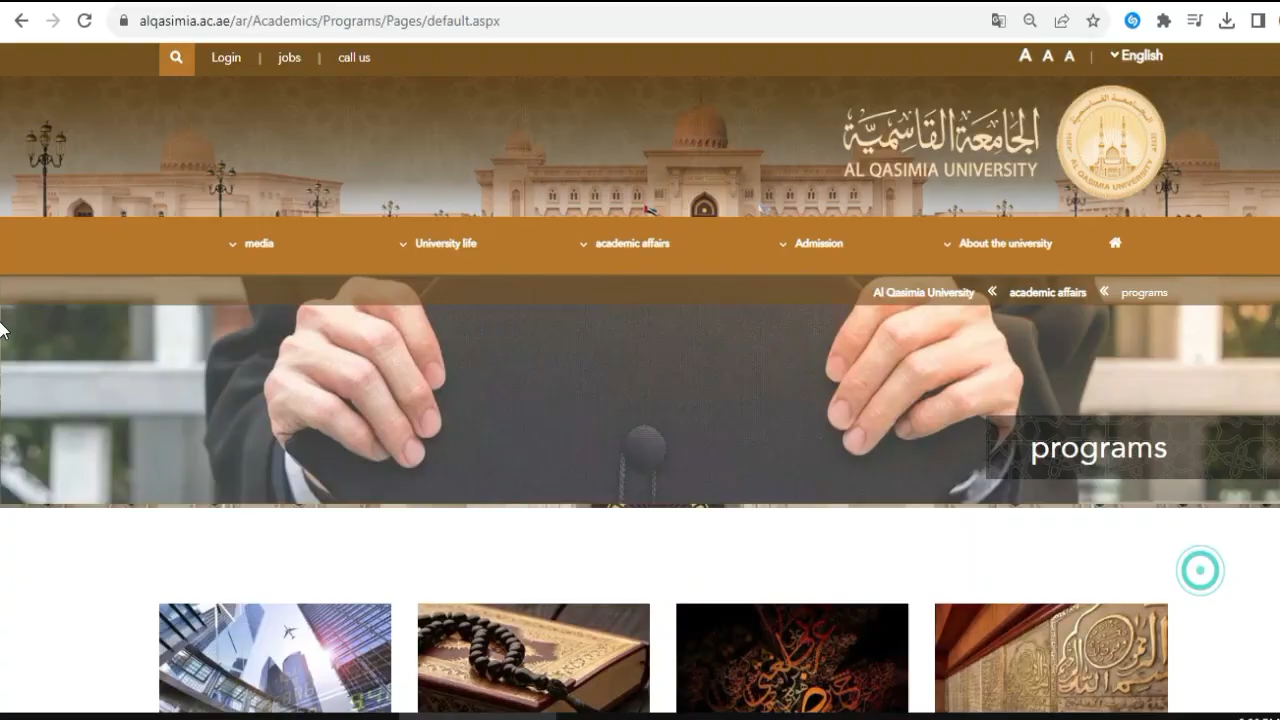 alqasimia.ac.ae/ar/Academics/Programs/Pages/default.aspx
Login | jobs | call us
A A A | English
الجامعة القاسمية
AL QASIMIA UNIVERSITY
media
University life
academic affairs
Admission
About the university
Al Qasimia University « academic affairs « programs
programs